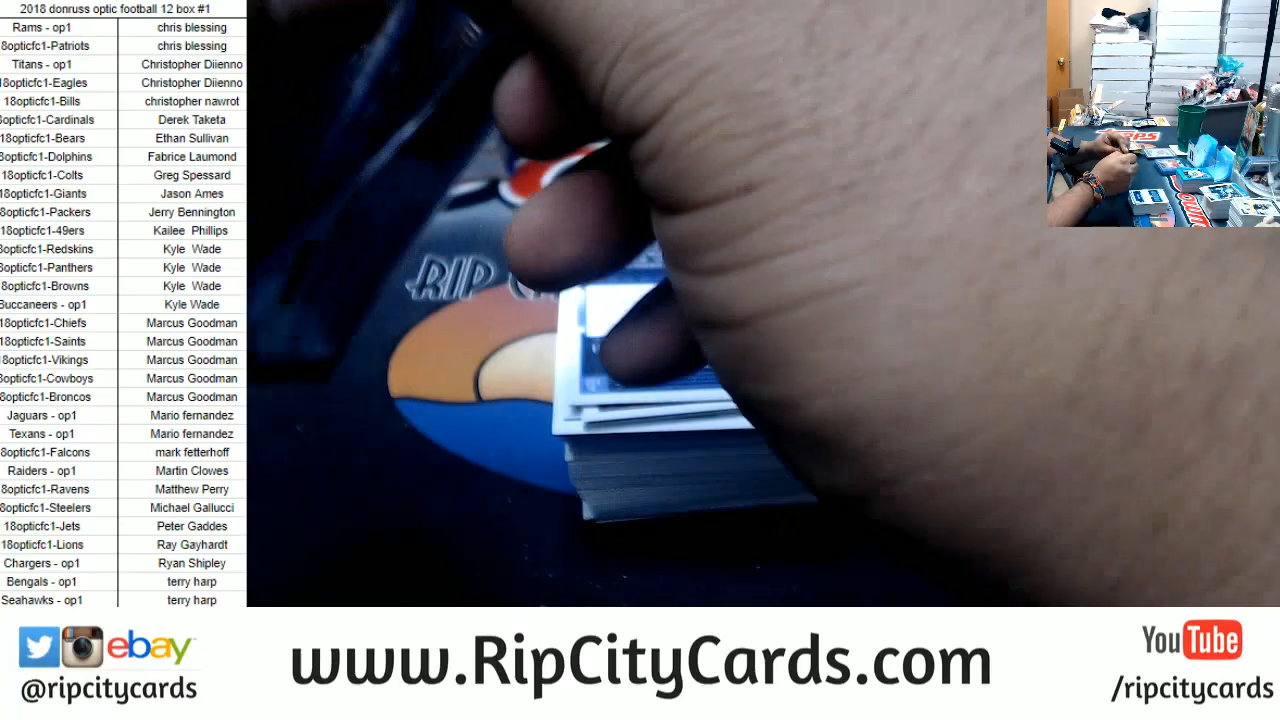 2018 donruss optic football 12 box #1
Rams - op1 chris blessing
8opticfc1-Patriots chris blessing
Titans - op1 Christopher Diienno
18opticfc1-Eagles Christopher Diienno
18opticfc1-Bills christopher nawrot
8opticfc1-Cardinals Derek Taketa
18opticfc1-Bears Ethan Sullivan
8opticfc1-Dolphins Fabrice Laumond
18opticfc1-Colts Greg Spessard
18opticfc1-Giants Jason Ames
8opticfc1-Packers Jerry Bennington
18opticfc1-49ers Kailee Phillips
8opticfc1-Redskins Kyle Wade
8opticfc1-Panthers Kyle Wade
8opticfc1-Browns Kyle Wade
Buccaneers - op1 Kyle Wade
18opticfc1-Chiefs Marcus Goodman
18opticfc1-Saints Marcus Goodman
18opticfc1-Vikings Marcus Goodman
8opticfc1-Cowboys Marcus Goodman
8opticfc1-Broncos Marcus Goodman
Jaguars - op1 Mario fernandez
Texans - op1 Mario fernandez
8opticfc1-Falcons mark fetterhoff
Raiders - op1 Martin Clowes
8opticfc1-Ravens Matthew Perry
8opticfc1-Steelers Michael Gallucci
18opticfc1-Jets Peter Gaddes
18opticfc1-Lions Ray Gayhardt
Chargers - op1 Ryan Shipley
Bengals - op1 terry harp
Seahawks - op1 terry harp
RIP
ebay
@ripcitycards
www.RipCityCards.com
YouTube
/ripcitycards